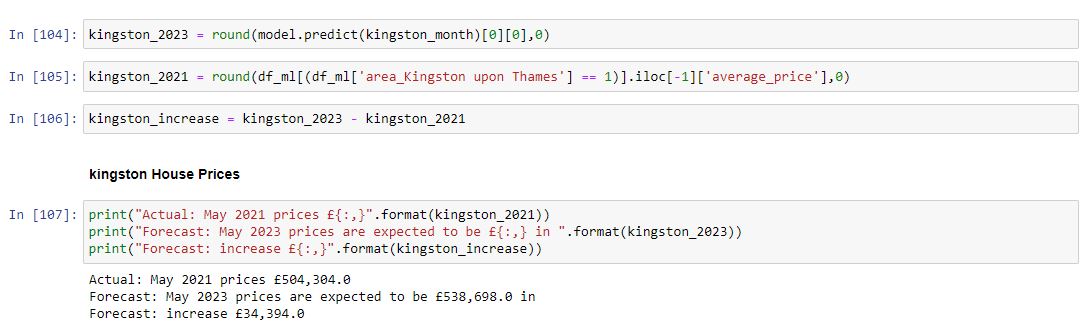 In [104]: kingston_2023 = round(model.predict(kingston_month)[0][0],0)
In [105]: kingston_2021 = round(df_ml[(df_ml['area_Kingston upon Thames'] == 1)].iloc[-1]['average_price'],0)
In [106]: kingston_increase = kingston_2023 - kingston_2021
kingston House Prices
In [107]: print("Actual: May 2021 prices £{:,}".format(kingston_2021))
print("Forecast: May 2023 prices are expected to be £{:,} in ".format(kingston_2023))
print("Forecast: increase £{:,}".format(kingston_increase))
Actual: May 2021 prices £504,304.0
Forecast: May 2023 prices are expected to be £538,698.0 in
Forecast: increase £34,394.0